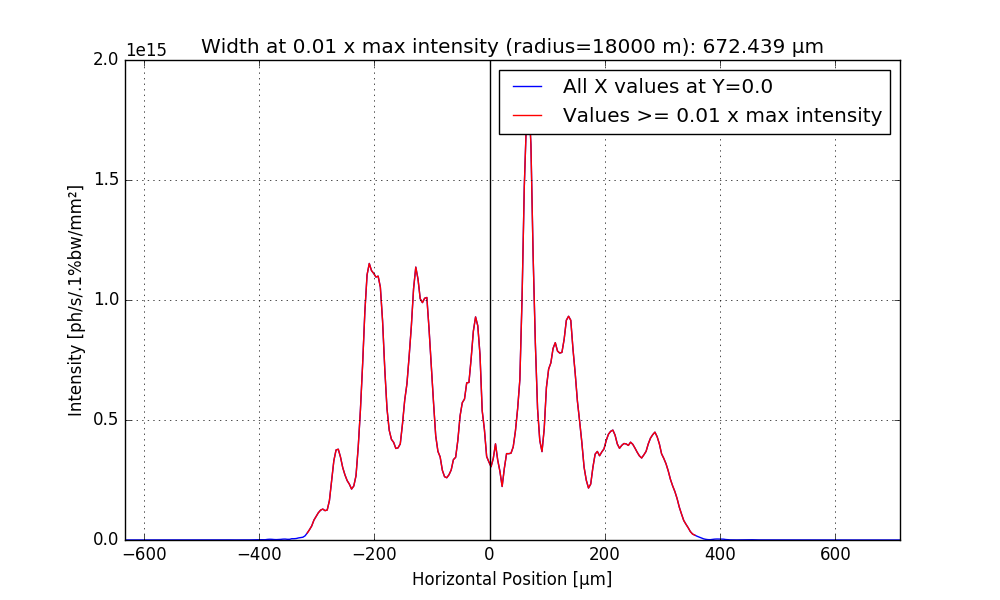 Width at 0.01 x max intensity (radius=18000 m): 672.439 μm
1e15
All X values at Y=0.0
Values >= 0.01 x max intensity
2.0
1.5
1.0
0.5
0.0
Intensity [ph/s/.1%bw/mm²]
−600 −400 −200 0 200 400 600
Horizontal Position [μm]